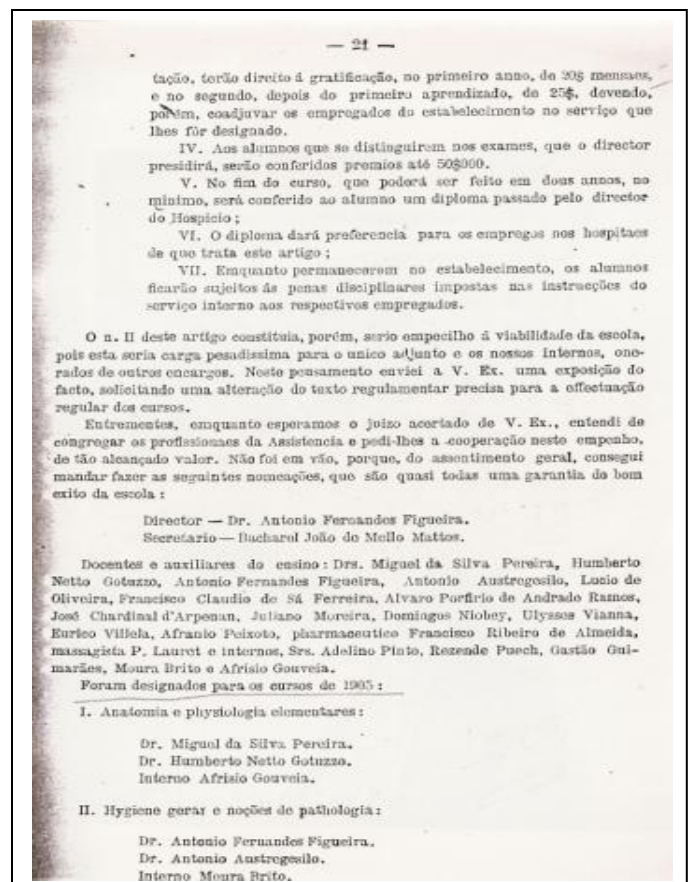 — 21 —
tação, terão direito á gratificação, no primeiro anno, de 20$ mensaes,
e no segundo, depois do primeiro aprendizado, de 25$, devendo,
porém, coadjuvar os empregados do estabelecimento no serviço que
lhes fôr designado.
IV. Aos alumnos que se distinguirem nos exames, que o director
presidirá, serão conferidos premios até 50$000.
V. No fim do curso, que poderá ser feito em dous annos, no
minimo, será conferido ao alumno um diploma passado pelo director
do Hospicio ;
VI. O diploma dará preferencia para os empregos nos hospitaes
de que trata este artigo ;
VII. Emquanto permanecerem no estabelecimento, os alumnos
ficarão sujeitos ás penas disciplinares impostas nas instrucções do
serviço interno aos respectivos empregados.
O n. II deste artigo constituia, porém, serio empecilho á viabilidade da escola,
pois esta seria carga pesadissima para o unico adjunto e os nossos internos, one-
rados de outros encargos. Neste pensamento enviei a V. Ex. uma exposição do
facto, solicitando uma alteração do texto regulamentar precisa para a effectuação
regular dos cursos.
Entrementes, emquanto esperamos o juizo acertado de V. Ex., entendi de
congregar os profissionaes da Assistencia e pedi-lhes a cooperação neste empenho,
de tão alcançado valor. Não foi em vão, porque, do assentimento geral, consegui
mandar fazer as seguintes nomeações, que são quasi todas uma garantia do bom
exito da escola :
Director — Dr. Antonio Fernandes Figueira.
Secretario — Bacharel João de Mello Mattos.
Docentes e auxiliares do ensino : Drs. Miguel da Silva Pereira, Humberto
Netto Gotuzzo, Antonio Fernandes Figueira, Antonio Austregesilo, Lucio de
Oliveira, Francisco Claudio de Sá Ferreira, Alvaro Porfirio de Andrade Ramos,
José Chardinal d'Arpenan, Juliano Moreira, Domingos Niobey, Ulysses Vianna,
Eurico Villela, Afranio Peixoto, pharmaceutico Francisco Ribeiro de Almeida,
massagista P. Lauret e internos, Srs. Adelino Pinto, Rezende Puech, Gastão Gui-
marães, Moura Brito e Afrisio Gouveia.
Foram designados para os cursos de 1905 :
I. Anatomia e physiologia elementares :
Dr. Miguel da Silva Pereira.
Dr. Humberto Netto Gotuzzo.
Interno Afrisio Gouveia.
II. Hygiene gerar e noções de pathologia :
Dr. Antonio Fernandes Figueira.
Dr. Antonio Austregesilo.
Interno Moura Brito.